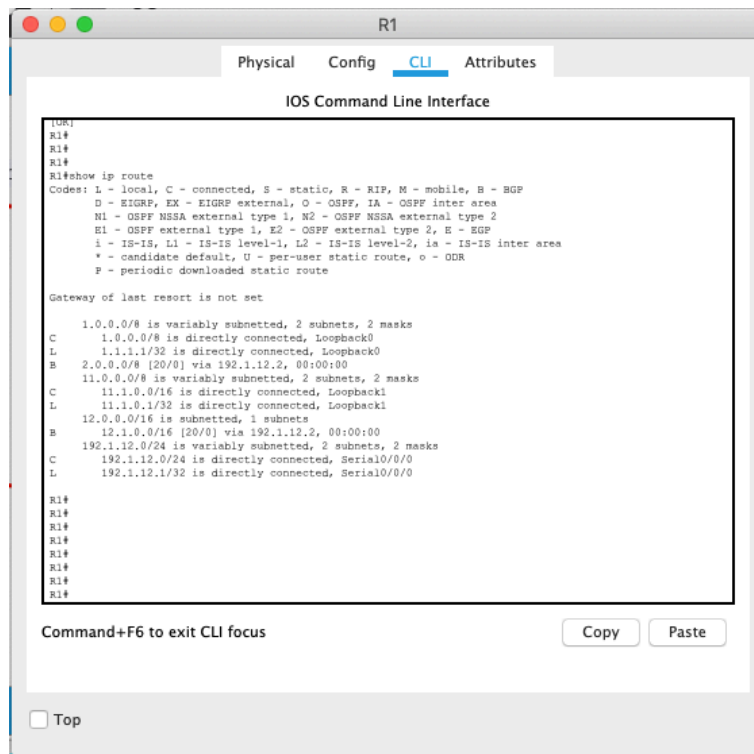 R1
Physical Config CLI Attributes
IOS Command Line Interface
[OK]
R1#
R1#
R1#
R1#show ip route
Codes: L - local, C - connected, S - static, R - RIP, M - mobile, B - BGP
D - EIGRP, EX - EIGRP external, O - OSPF, IA - OSPF inter area
N1 - OSPF NSSA external type 1, N2 - OSPF NSSA external type 2
E1 - OSPF external type 1, E2 - OSPF external type 2, E - EGP
i - IS-IS, L1 - IS-IS level-1, L2 - IS-IS level-2, ia - IS-IS inter area
* - candidate default, U - per-user static route, o - ODR
P - periodic downloaded static route
Gateway of last resort is not set
1.0.0.0/8 is variably subnetted, 2 subnets, 2 masks
C 1.0.0.0/8 is directly connected, Loopback0
L 1.1.1.1/32 is directly connected, Loopback0
B 2.0.0.0/8 [20/0] via 192.1.12.2, 00:00:00
11.0.0.0/8 is variably subnetted, 2 subnets, 2 masks
C 11.1.0.0/16 is directly connected, Loopback1
L 11.1.0.1/32 is directly connected, Loopback1
12.0.0.0/16 is subnetted, 1 subnets
B 12.1.0.0/16 [20/0] via 192.1.12.2, 00:00:00
192.1.12.0/24 is variably subnetted, 2 subnets, 2 masks
C 192.1.12.0/24 is directly connected, Serial0/0/0
L 192.1.12.1/32 is directly connected, Serial0/0/0
R1#
R1#
R1#
R1#
R1#
R1#
R1#
R1#
Command+F6 to exit CLI focus
Copy Paste
Top